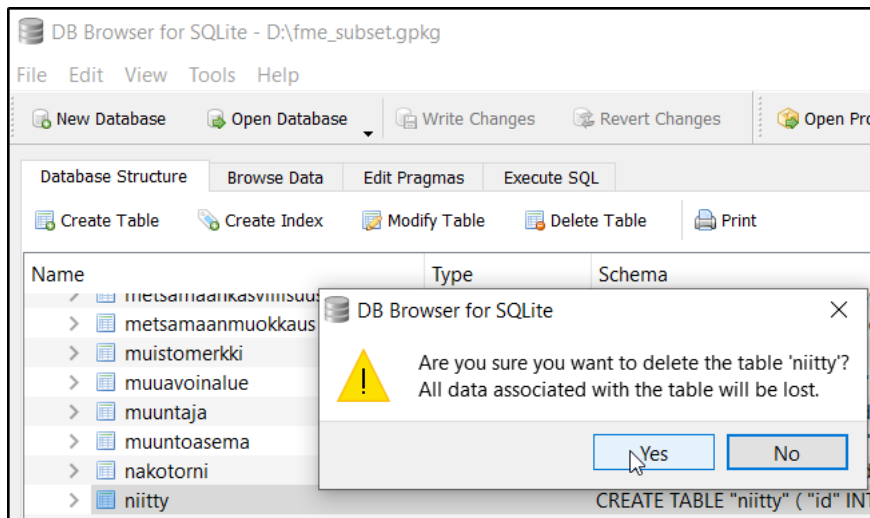 DB Browser for SQLite - D:\fme_subset.gpkg
File Edit View Tools Help
New Database Open Database Write Changes Revert Changes Open Pro
Database Structure Browse Data Edit Pragmas Execute SQL
Create Table Create Index Modify Table Delete Table Print
Name Type Schema
metsamaankasvillisuus
metsamaanmuokkaus
muistomerkki
muuavoinalue
muuntaja
muuntoasema
nakotorni
niitty CREATE TABLE "niitty" ( "id" INT
DB Browser for SQLite
Are you sure you want to delete the table 'niitty'?
All data associated with the table will be lost.
Yes No